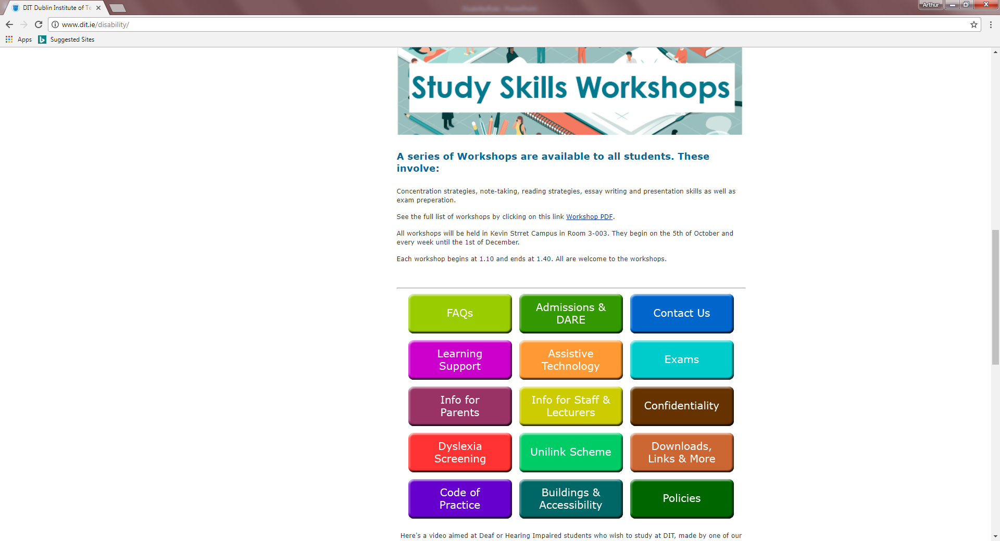 DIT Dublin Institute of Te
Arthur
www.dit.ie/disability/
Apps
Suggested Sites
Study Skills Workshops
A series of Workshops are available to all students. These
involve:
Concentration strategies, note-taking, reading strategies, essay writing and presentation skills as well as
exam preperation.
See the full list of workshops by clicking on this link Workshop PDF.
All workshops will be held in Kevin Strret Campus in Room 3-003. They begin on the 5th of October and
every week until the 1st of December.
Each workshop begins at 1.10 and ends at 1.40. All are welcome to the workshops.
FAQs
Admissions &
DARE
Contact Us
Learning
Support
Assistive
Technology
Exams
Info for
Parents
Info for Staff &
Lecturers
Confidentiality
Dyslexia
Screening
Unilink Scheme
Downloads,
Links & More
Code of
Practice
Buildings &
Accessibility
Policies
Here's a video aimed at Deaf or Hearing Impaired students who wish to study at DIT, made by one of our